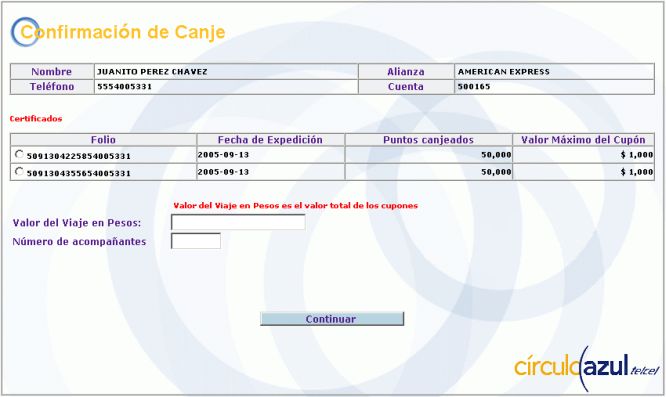 Confirmación de Canje
Nombre JUANITO PEREZ CHAVEZ Alianza AMERICAN EXPRESS
Teléfono 5554005331 Cuenta 500165
Certificados
Folio Fecha de Expedición Puntos canjeados Valor Máximo del Cupón
5091304225854005331 2005-09-13 50,000 $ 1,000
5091304355654005331 2005-09-13 50,000 $ 1,000
Valor del Viaje en Pesos es el valor total de los cupones
Valor del Viaje en Pesos:
Número de acompañantes
Continuar
círculo azul telcel